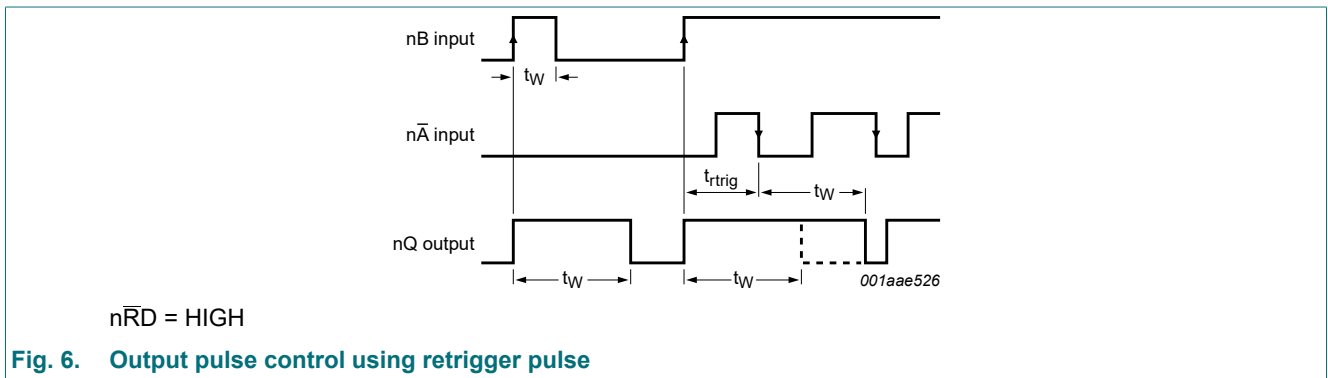 nB input
tW
nA̅ input
trtrig
tW
nQ output
tW
tW
001aae526
nR̅D̅ = HIGH
Fig. 6. Output pulse control using retrigger pulse